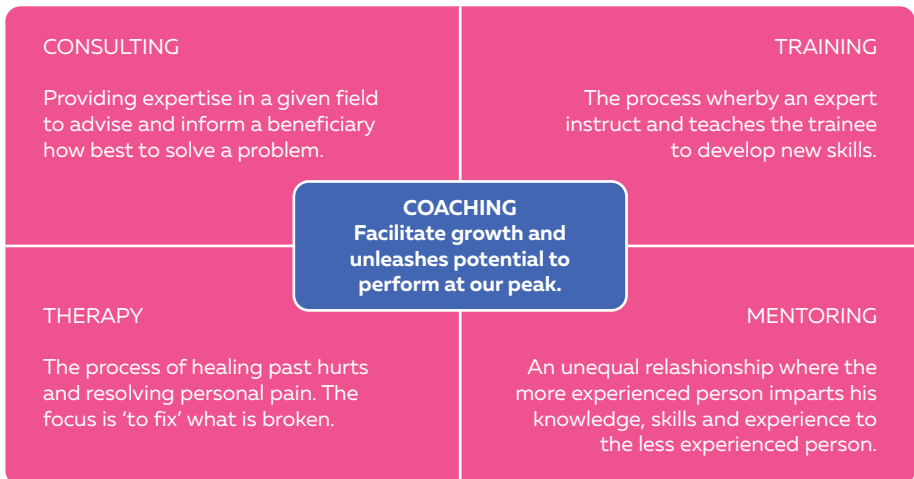 CONSULTING
Providing expertise in a given field
to advise and inform a beneficiary
how best to solve a problem.
TRAINING
The process wherby an expert
instruct and teaches the trainee
to develop new skills.
COACHING
Facilitate growth and
unleashes potential to
perform at our peak.
THERAPY
The process of healing past hurts
and resolving personal pain. The
focus is ‘to fix’ what is broken.
MENTORING
An unequal relashionship where the
more experienced person imparts his
knowledge, skills and experience to
the less experienced person.